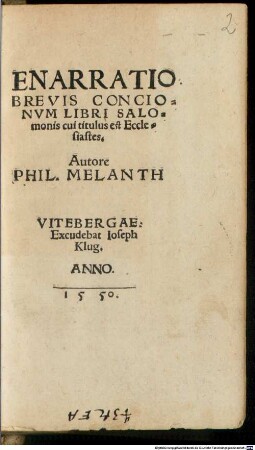 2
ENARRATIO
BREVIS CONCIO=
NVM LIBRI SALO=
monis cui titulus est Eccle=
siastes.
Autore
PHIL. MELANTH
VITEBERGAE.
Excudebat Ioseph
Klug.
ANNO.
1550.